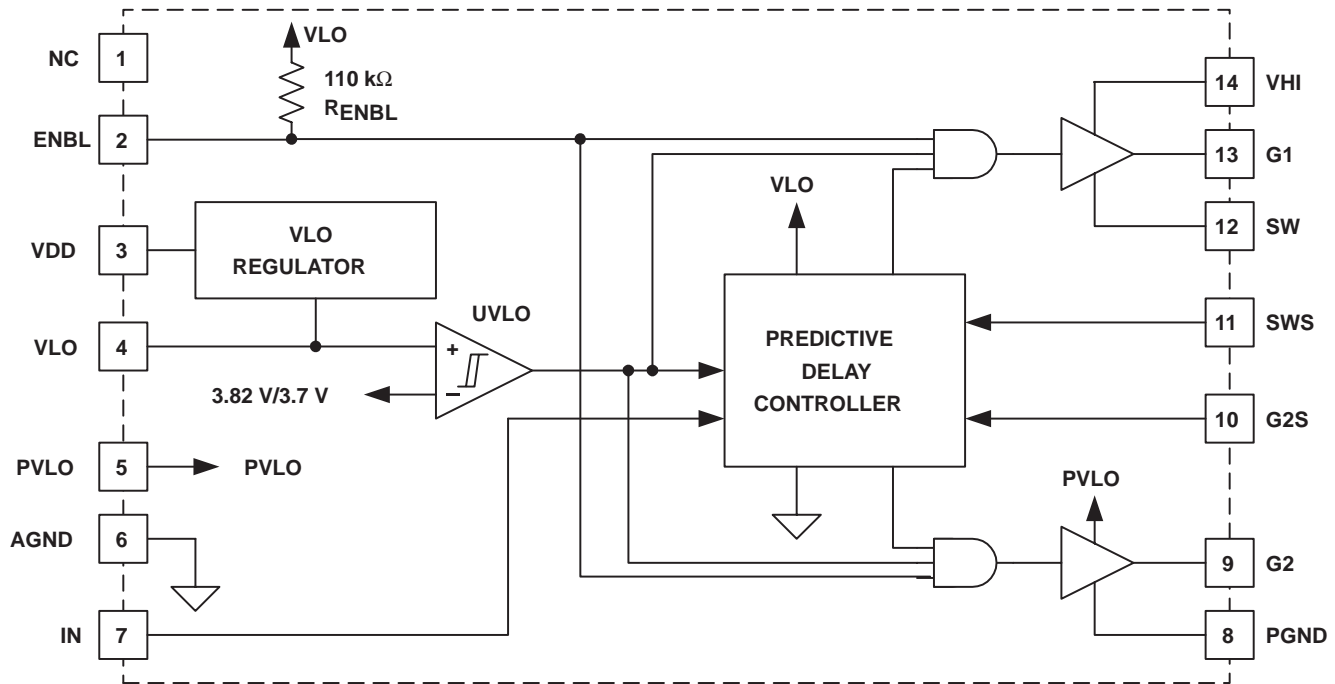 NC 1
VLO
110 kΩ
RENBL
ENBL 2
VDD 3
VLO
REGULATOR
VLO 4
UVLO
+
–
3.82 V/3.7 V
PVLO 5 PVLO
AGND 6
IN 7
VLO
PREDICTIVE
DELAY
CONTROLLER
PVLO
14 VHI
13 G1
12 SW
11 SWS
10 G2S
9 G2
8 PGND